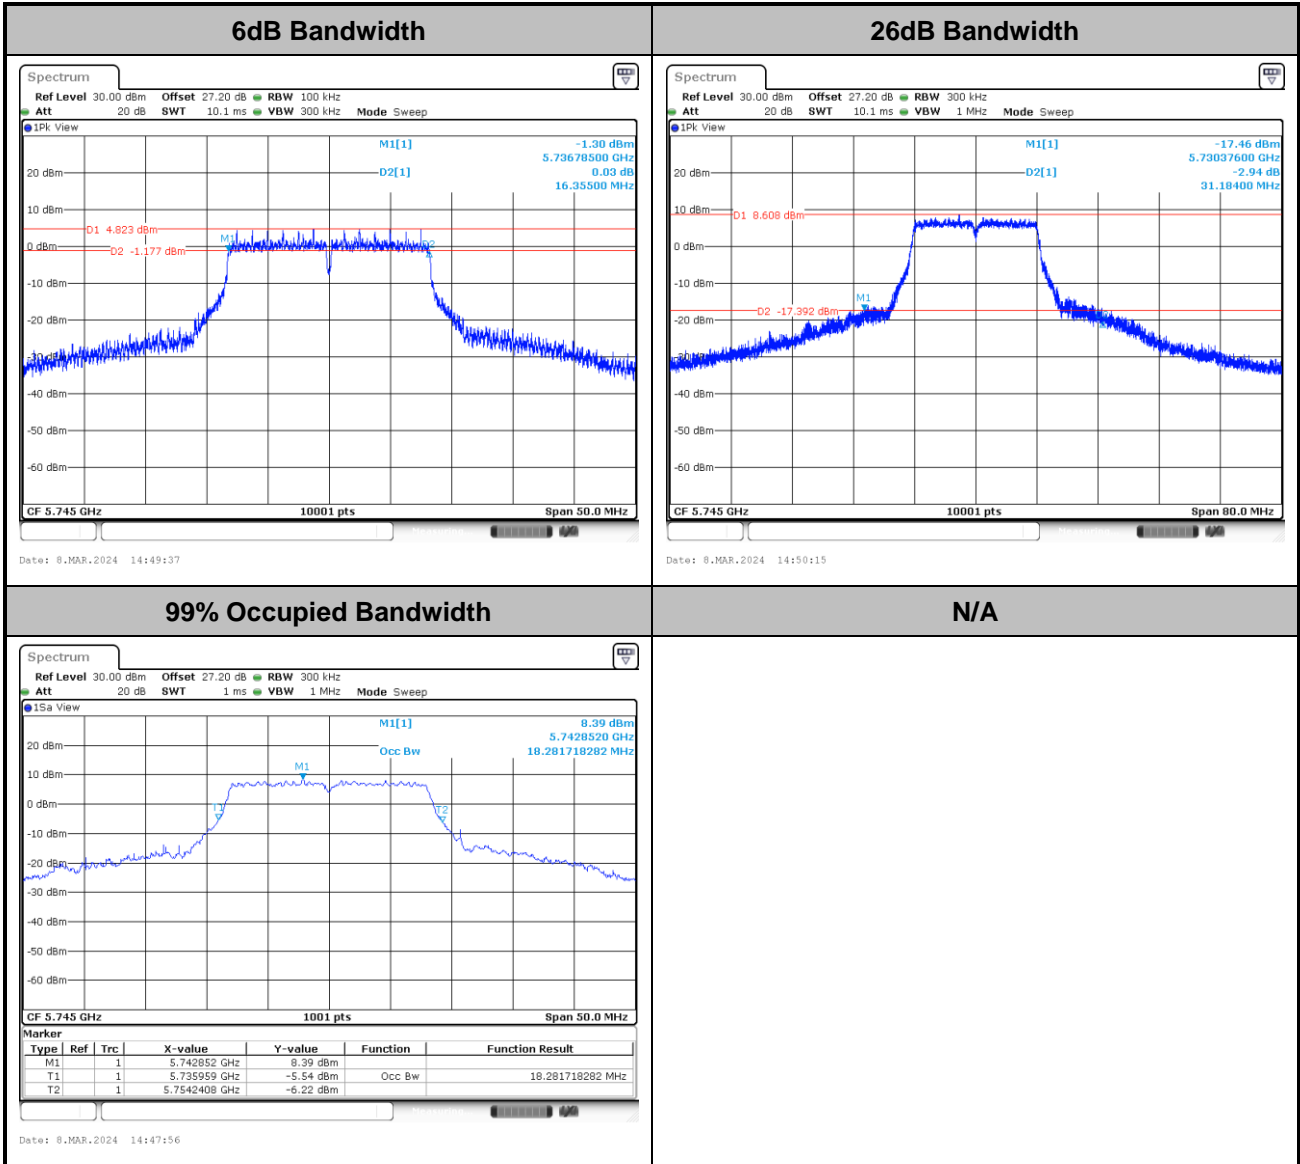 6dB Bandwidth
26dB Bandwidth
Spectrum
Ref Level 30.00 dBm Offset 27.20 dB RBW 100 kHz
Att 20 dB SWT 10.1 ms VBW 300 kHz Mode Sweep
1Pk View
M1[1] -1.30 dBm
5.73678500 GHz
D2[1] 0.03 dB
16.35500 MHz
20 dBm
10 dBm
D1 4.823 dBm
M1
D2
0 dBm
D2 -1.177 dBm
-10 dBm
-20 dBm
-30 dBm
-40 dBm
-50 dBm
-60 dBm
CF 5.745 GHz 10001 pts Span 50.0 MHz
Date: 8.MAR.2024 14:49:37
Spectrum
Ref Level 30.00 dBm Offset 27.20 dB RBW 300 kHz
Att 20 dB SWT 10.1 ms VBW 1 MHz Mode Sweep
1Pk View
M1[1] -17.46 dBm
5.73037600 GHz
D2[1] -2.94 dB
31.18400 MHz
20 dBm
10 dBm
D1 8.608 dBm
0 dBm
-10 dBm
M1
D2 -17.392 dBm
-20 dBm
-40 dBm
-50 dBm
-60 dBm
CF 5.745 GHz 10001 pts Span 80.0 MHz
Measuring...
Date: 8.MAR.2024 14:50:15
99% Occupied Bandwidth
N/A
Spectrum
Ref Level 30.00 dBm Offset 27.20 dB RBW 300 kHz
Att 20 dB SWT 1 ms VBW 1 MHz Mode Sweep
1Sa View
M1[1] 8.39 dBm
5.7428520 GHz
Occ Bw 18.281718282 MHz
20 dBm
M1
10 dBm
0 dBm
T1
T2
-10 dBm
-20 dBm
-30 dBm
-40 dBm
-50 dBm
-60 dBm
CF 5.745 GHz 1001 pts Span 50.0 MHz
Marker
Type Ref Trc X-value Y-value Function Function Result
M1 1 5.742852 GHz 8.39 dBm
T1 1 5.735959 GHz -5.54 dBm Occ Bw 18.281718282 MHz
T2 1 5.7542408 GHz -6.22 dBm
Date: 8.MAR.2024 14:47:56